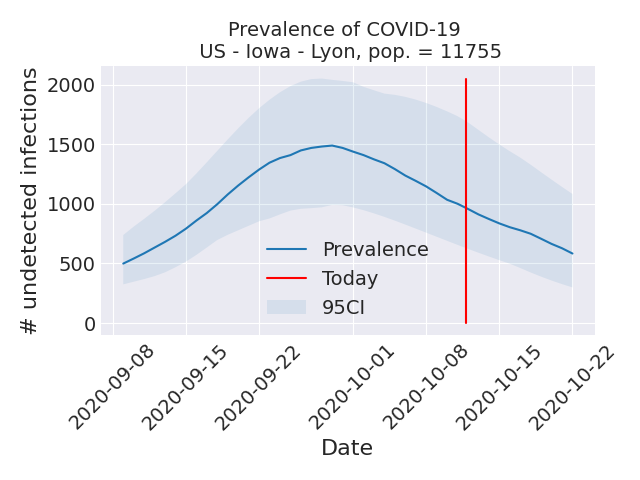 Prevalence of COVID-19
US - Iowa - Lyon, pop. = 11755
# undetected infections
2000
1500
1000
500
0
Prevalence
Today
95CI
2020-09-08
2020-09-15
2020-09-22
2020-10-01
2020-10-08
2020-10-15
2020-10-22
Date